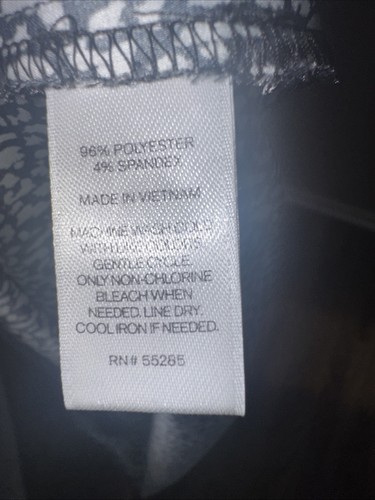 96% POLYESTER
4% SPANDEX
MADE IN VIETNAM
MACHINE WASH COLD
WITH LIKE COLORS
GENTLE CYCLE.
ONLY NON-CHLORINE
BLEACH WHEN
NEEDED. LINE DRY.
COOL IRON IF NEEDED.
RN# 55285